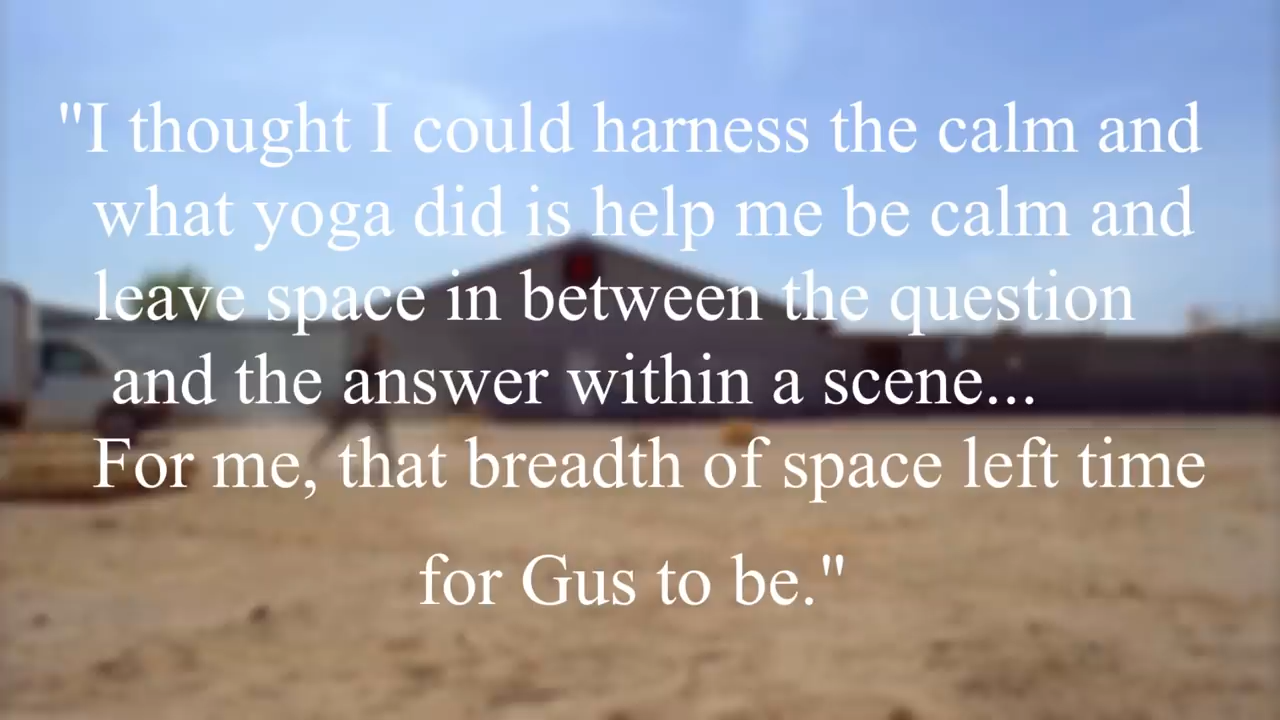 "I thought I could harness the calm and
what yoga did is help me be calm and
leave space in between the question
and the answer within a scene...
For me, that breadth of space left time
for Gus to be."